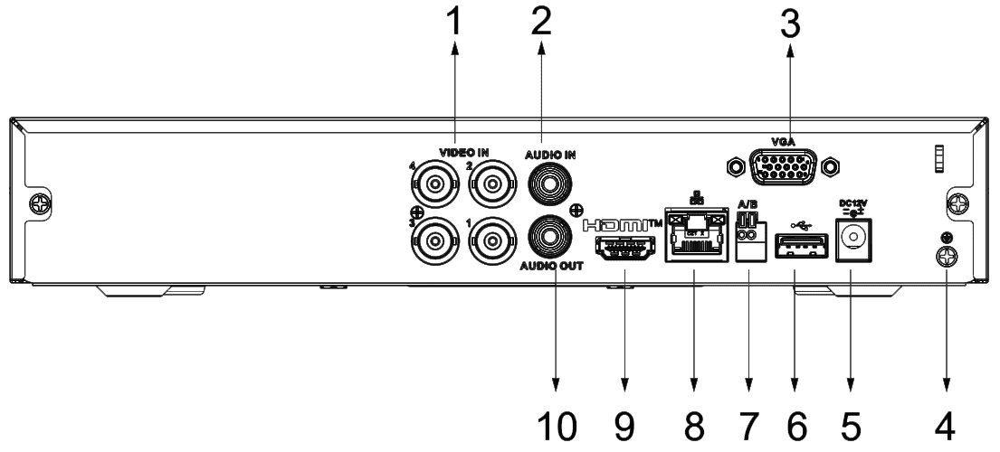 1 2 3
VIDEO IN
AUDIO IN
VGA
4 2
A/B
DC12V
3 1
HDMI™
AUDIO OUT
10 9 8 7 6 5 4